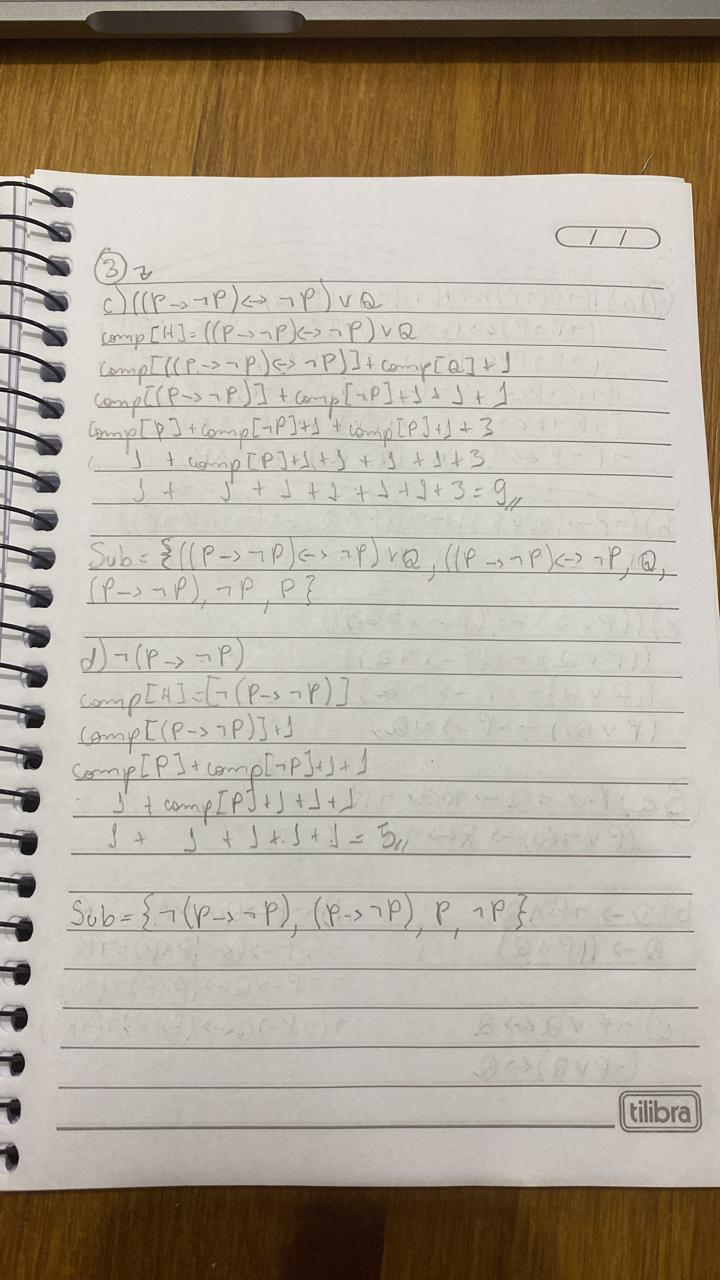 / /
③
c) ((P → ¬P) ↔ ¬P) ∨ Q
comp[H] = ((P → ¬P) ↔ ¬P) ∨ Q
comp[((P → ¬P) ↔ ¬P)] + comp[Q] + 1
comp[(P → ¬P)] + comp[¬P] + 1 + 1 + 1
comp[P] + comp[¬P] + 1 + comp[P] + 1 + 3
1 + comp[P] + 1 + 1 + 1 + 1 + 3
1 + 1 + 1 + 1 + 1 + 1 + 3 = 9
Sub = {((P → ¬P) ↔ ¬P) ∨ Q, ((P → ¬P) ↔ ¬P, Q,
(P → ¬P), ¬P, P}
d) ¬(P → ¬P)
comp[H] = [¬(P → ¬P)]
comp[(P → ¬P)] + 1
comp[P] + comp[¬P] + 1 + 1
1 + comp[P] + 1 + 1 + 1
1 + 1 + 1 + 1 + 1 = 5
Sub = {¬(P → ¬P), (P → ¬P), P, ¬P}
tilibra